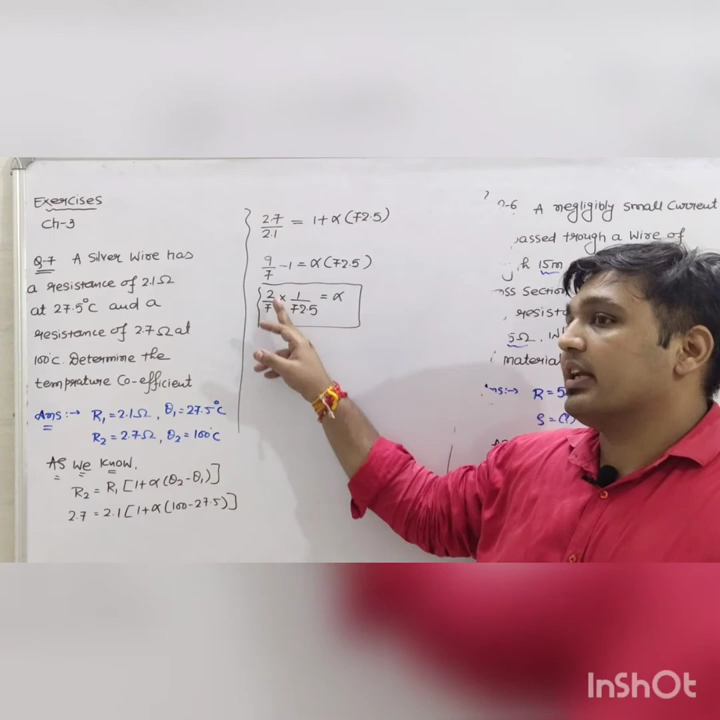 Exercises
Ch-3
Q-7 A Silver Wire has
a resistance of 2.1Ω
at 27.5°C and a
resistance of 2.7Ω at
100°C. Determine the
temprature Co-efficient
Ans:→ R₁=2.1Ω, θ₁=27.5°C
R₂=2.7Ω, θ₂=100°C
As we know,
R₂=R₁[1+α(θ₂-θ₁)]
2.7=2.1[1+α(100-27.5)]
2.7/2.1 = 1+α(72.5)
9/7 -1=α(72.5)
2/7 × 1/72.5 = α
-6 A negligibly small current
passed trough a wire of
15m
ss Section
resist
5Ω.
material
ns:→ R=5
S=(?)
InShOt